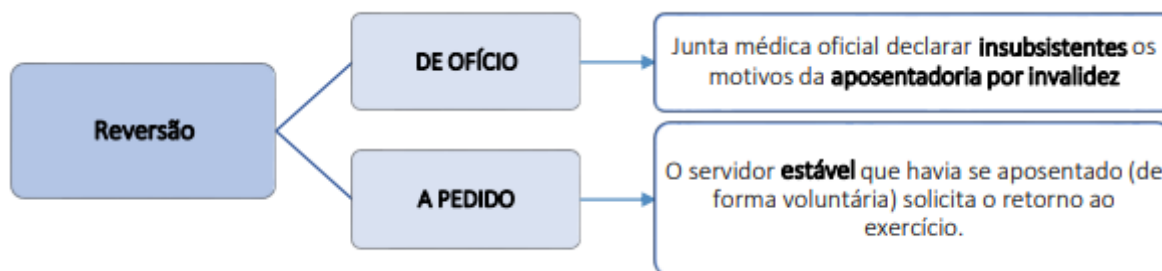 Reversão
DE OFÍCIO
Junta médica oficial declarar insubsistentes os
motivos da aposentadoria por invalidez
A PEDIDO
O servidor estável que havia se aposentado (de
forma voluntária) solicita o retorno ao
exercício.